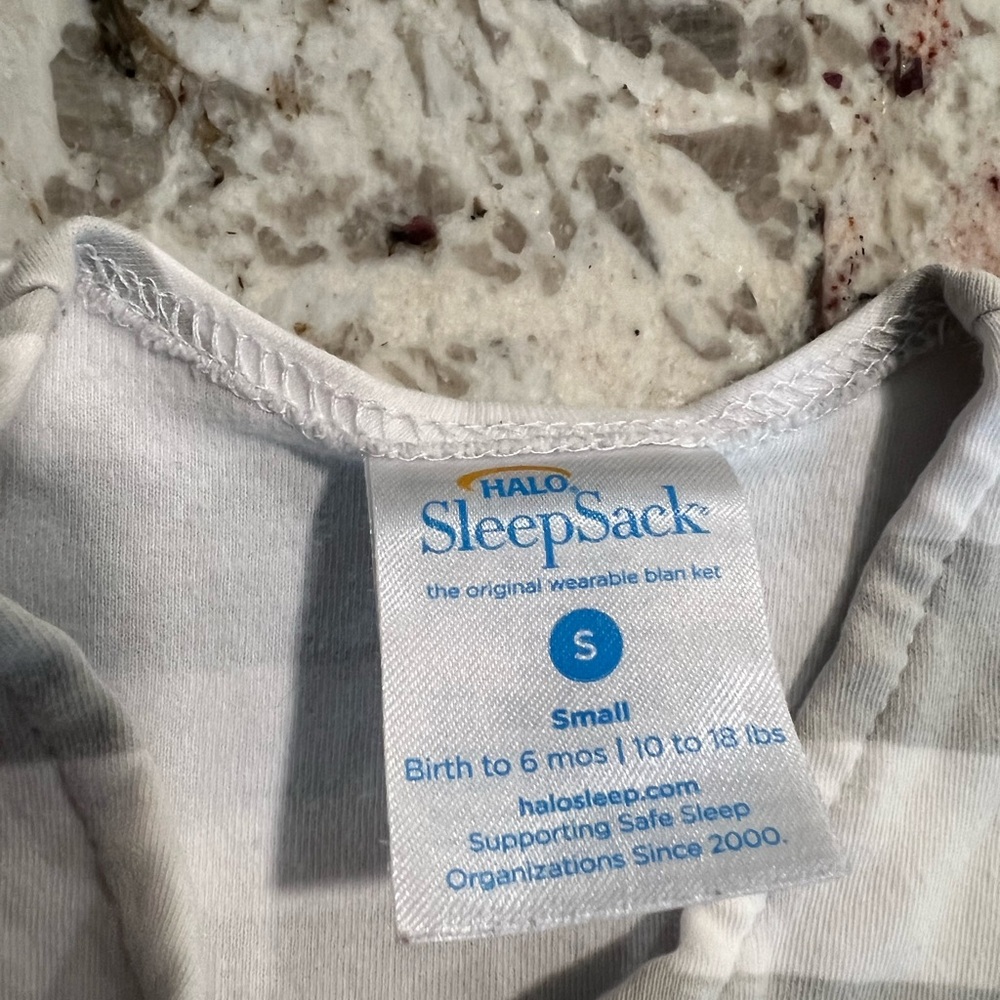 HALO®
SleepSack™
the original wearable blan ket
S
Small
Birth to 6 mos | 10 to 18 lbs
halosleep.com
Supporting Safe Sleep
Organizations Since 2000.